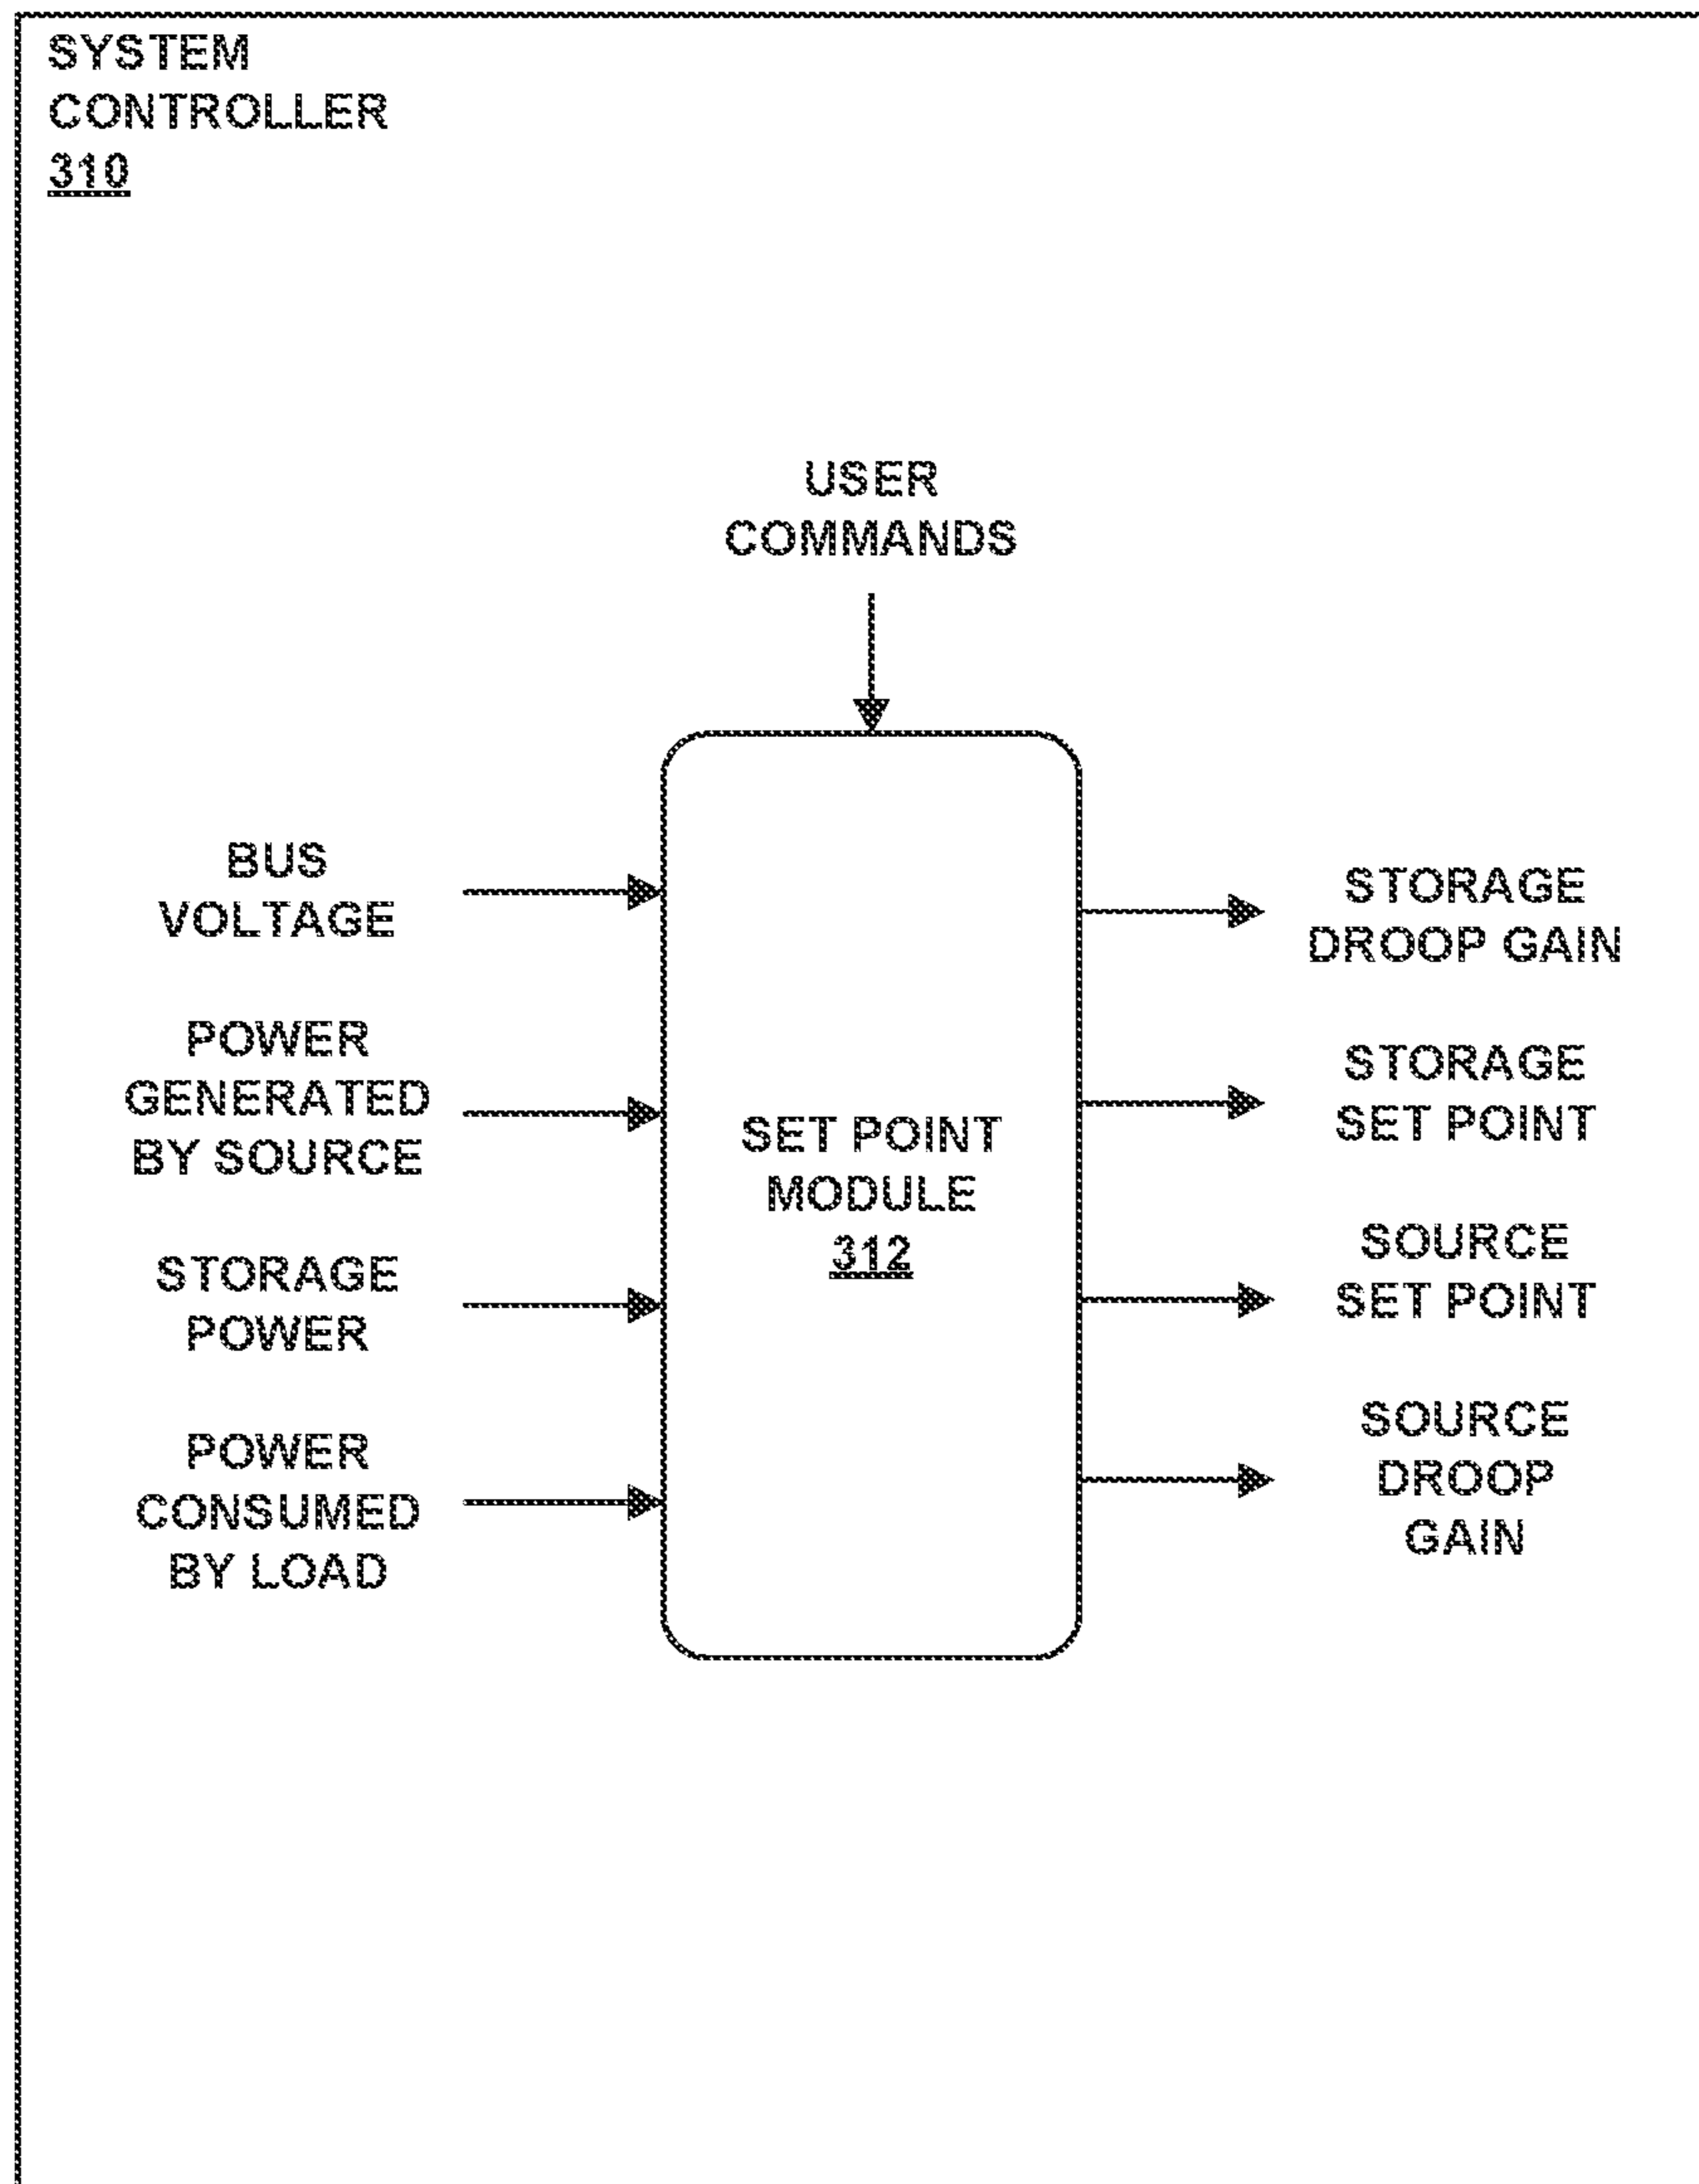 SYSTEM
CONTROLLER
310
USER
COMMANDS
BUS
VOLTAGE
POWER
GENERATED
BY SOURCE
STORAGE
POWER
POWER
CONSUMED
BY LOAD
SET POINT
MODULE
312
STORAGE
DROOP GAIN
STORAGE
SET POINT
SOURCE
SET POINT
SOURCE
DROOP
GAIN